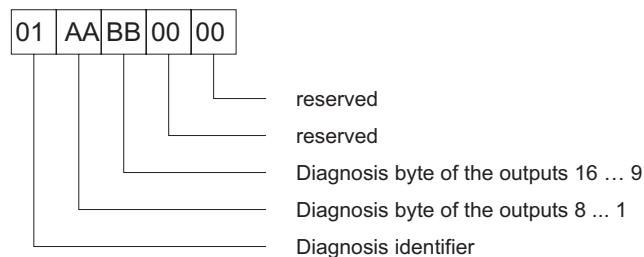 01 AA BB 00 00
reserved
reserved
Diagnosis byte of the outputs 16 … 9
Diagnosis byte of the outputs 8 ... 1
Diagnosis identifier